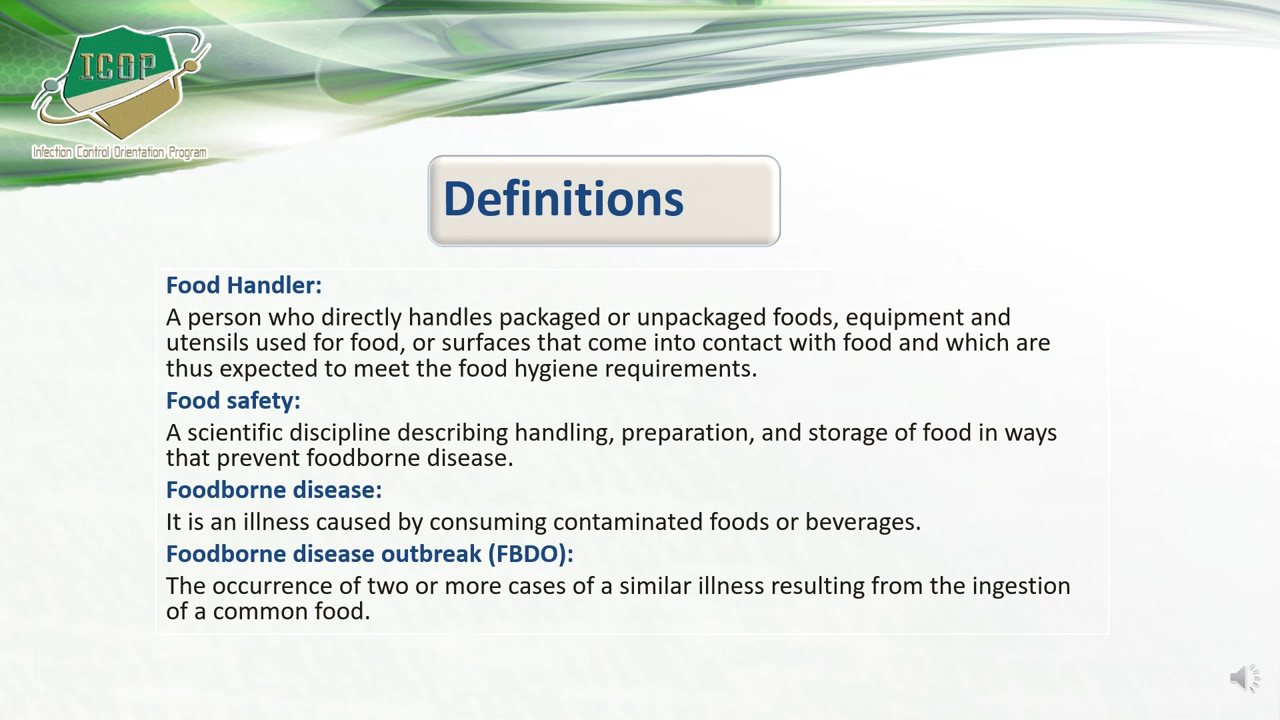 ICOP
Infection Control Orientation Program
Definitions
Food Handler:
A person who directly handles packaged or unpackaged foods, equipment and
utensils used for food, or surfaces that come into contact with food and which are
thus expected to meet the food hygiene requirements.
Food safety:
A scientific discipline describing handling, preparation, and storage of food in ways
that prevent foodborne disease.
Foodborne disease:
It is an illness caused by consuming contaminated foods or beverages.
Foodborne disease outbreak (FBDO):
The occurrence of two or more cases of a similar illness resulting from the ingestion
of a common food.